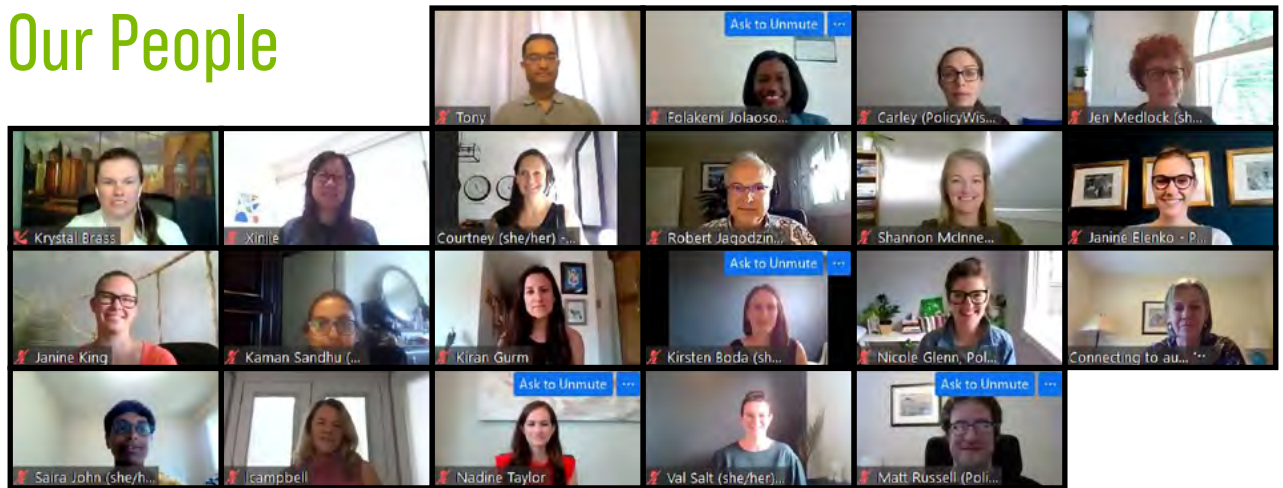 Our People
Ask to Unmute ...
Tony
Folakemi Jolaoso...
Carley (PolicyWis...
Jen Medlock (sh...
Krystal Brass
Xinjie
Courtney (she/her) -...
Robert Jagodzin...
Shannon McInne...
Janine Elenko - P...
Ask to Unmute ...
Janine King
Kaman Sandhu (...
Kiran Gurm
Kirsten Boda (sh...
Nicole Glenn, Pol...
Connecting to au... ...
Ask to Unmute ...
Ask to Unmute ...
Saira John (she/h...
lcampbell
Nadine Taylor
Val Salt (she/her)...
Matt Russell (Poli...